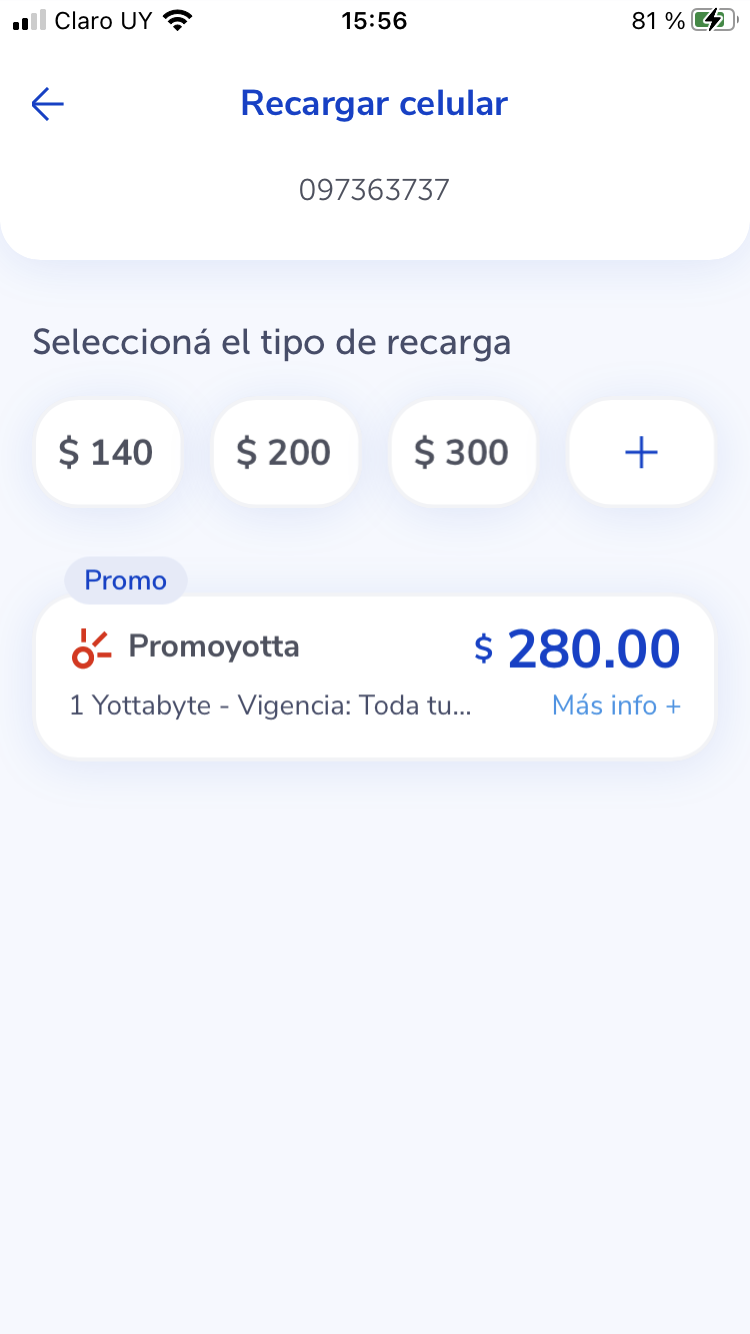 Claro UY 15:56 81 %
Recargar celular
097363737
Seleccioná el tipo de recarga
$ 140 $ 200 $ 300 +
Promo
Promoyotta $ 280.00
1 Yottabyte - Vigencia: Toda tu... Más info +